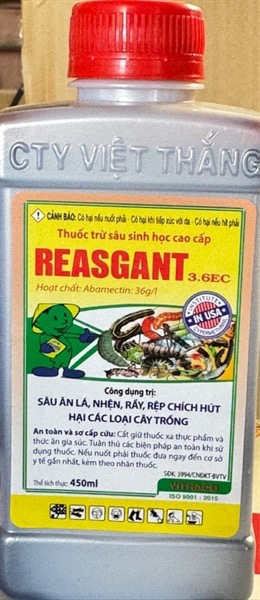 CTY VIỆT THẮNG
CẢNH BÁO: Có hại nếu nuốt phải - Có hại khi tiếp xúc với da - Có hại nếu hít phải
Thuốc trừ sâu sinh học cao cấp
REASGANT 3.6EC
Hoạt chất: Abamectin: 36g/l
INSTITUTE
IN USA
CYPERMETHRIN
Công dụng trị:
SÂU ĂN LÁ, NHỆN, RẦY, RỆP CHÍCH HÚT
HẠI CÁC LOẠI CÂY TRỒNG
An toàn và sơ cấp cứu: Cất giữ thuốc xa thực phẩm và
thức ăn gia súc. Tuân thủ các biện pháp an toàn khi sử
dụng thuốc. Nếu nuốt phải thuốc đưa ngay đến cơ sở
y tế gần nhất, kèm theo nhãn thuốc.
SĐK: 3994/CNĐKT-BVTV
Thể tích thực: 450ml
VITHACO
ISO 9001 : 2015